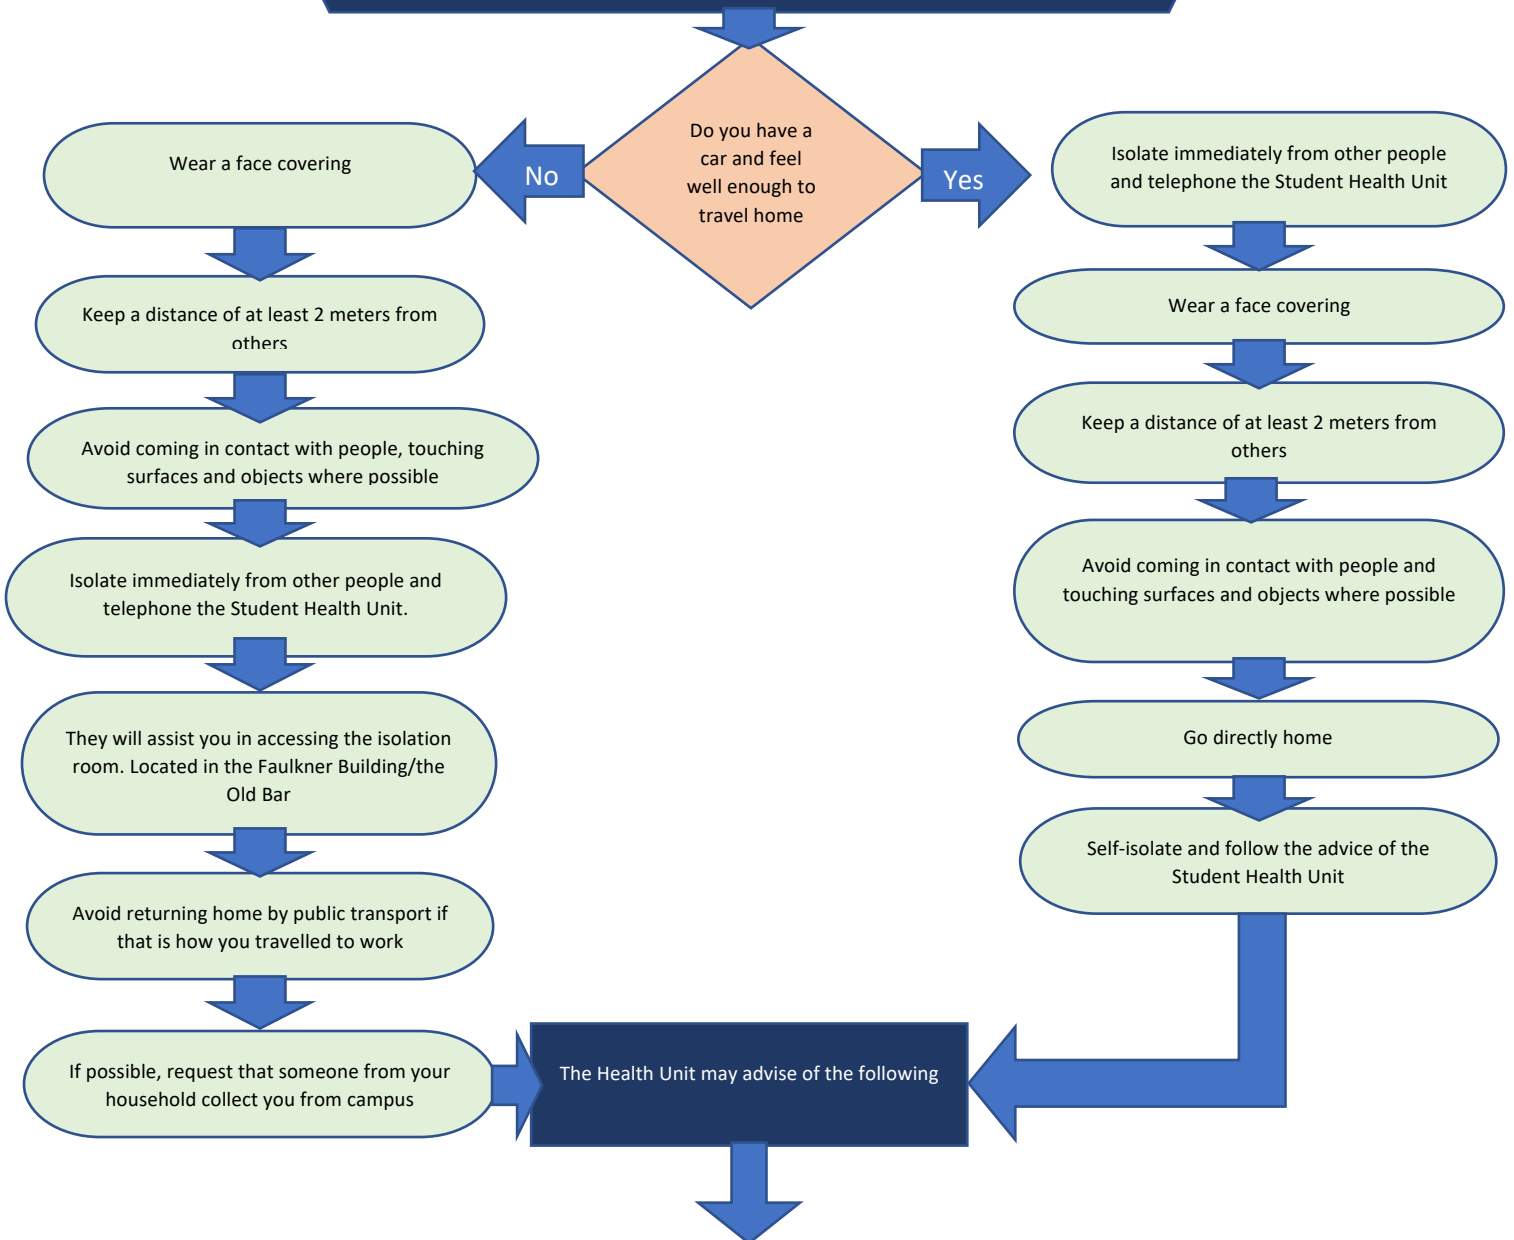 Do you have a
car and feel
well enough to
travel home
No
Yes
Wear a face covering
Keep a distance of at least 2 meters from
others
Avoid coming in contact with people, touching
surfaces and objects where possible
Isolate immediately from other people and
telephone the Student Health Unit.
They will assist you in accessing the isolation
room. Located in the Faulkner Building/the
Old Bar
Avoid returning home by public transport if
that is how you travelled to work
If possible, request that someone from your
household collect you from campus
Isolate immediately from other people
and telephone the Student Health Unit
Wear a face covering
Keep a distance of at least 2 meters from
others
Avoid coming in contact with people and
touching surfaces and objects where possible
Go directly home
Self-isolate and follow the advice of the
Student Health Unit
The Health Unit may advise of the following